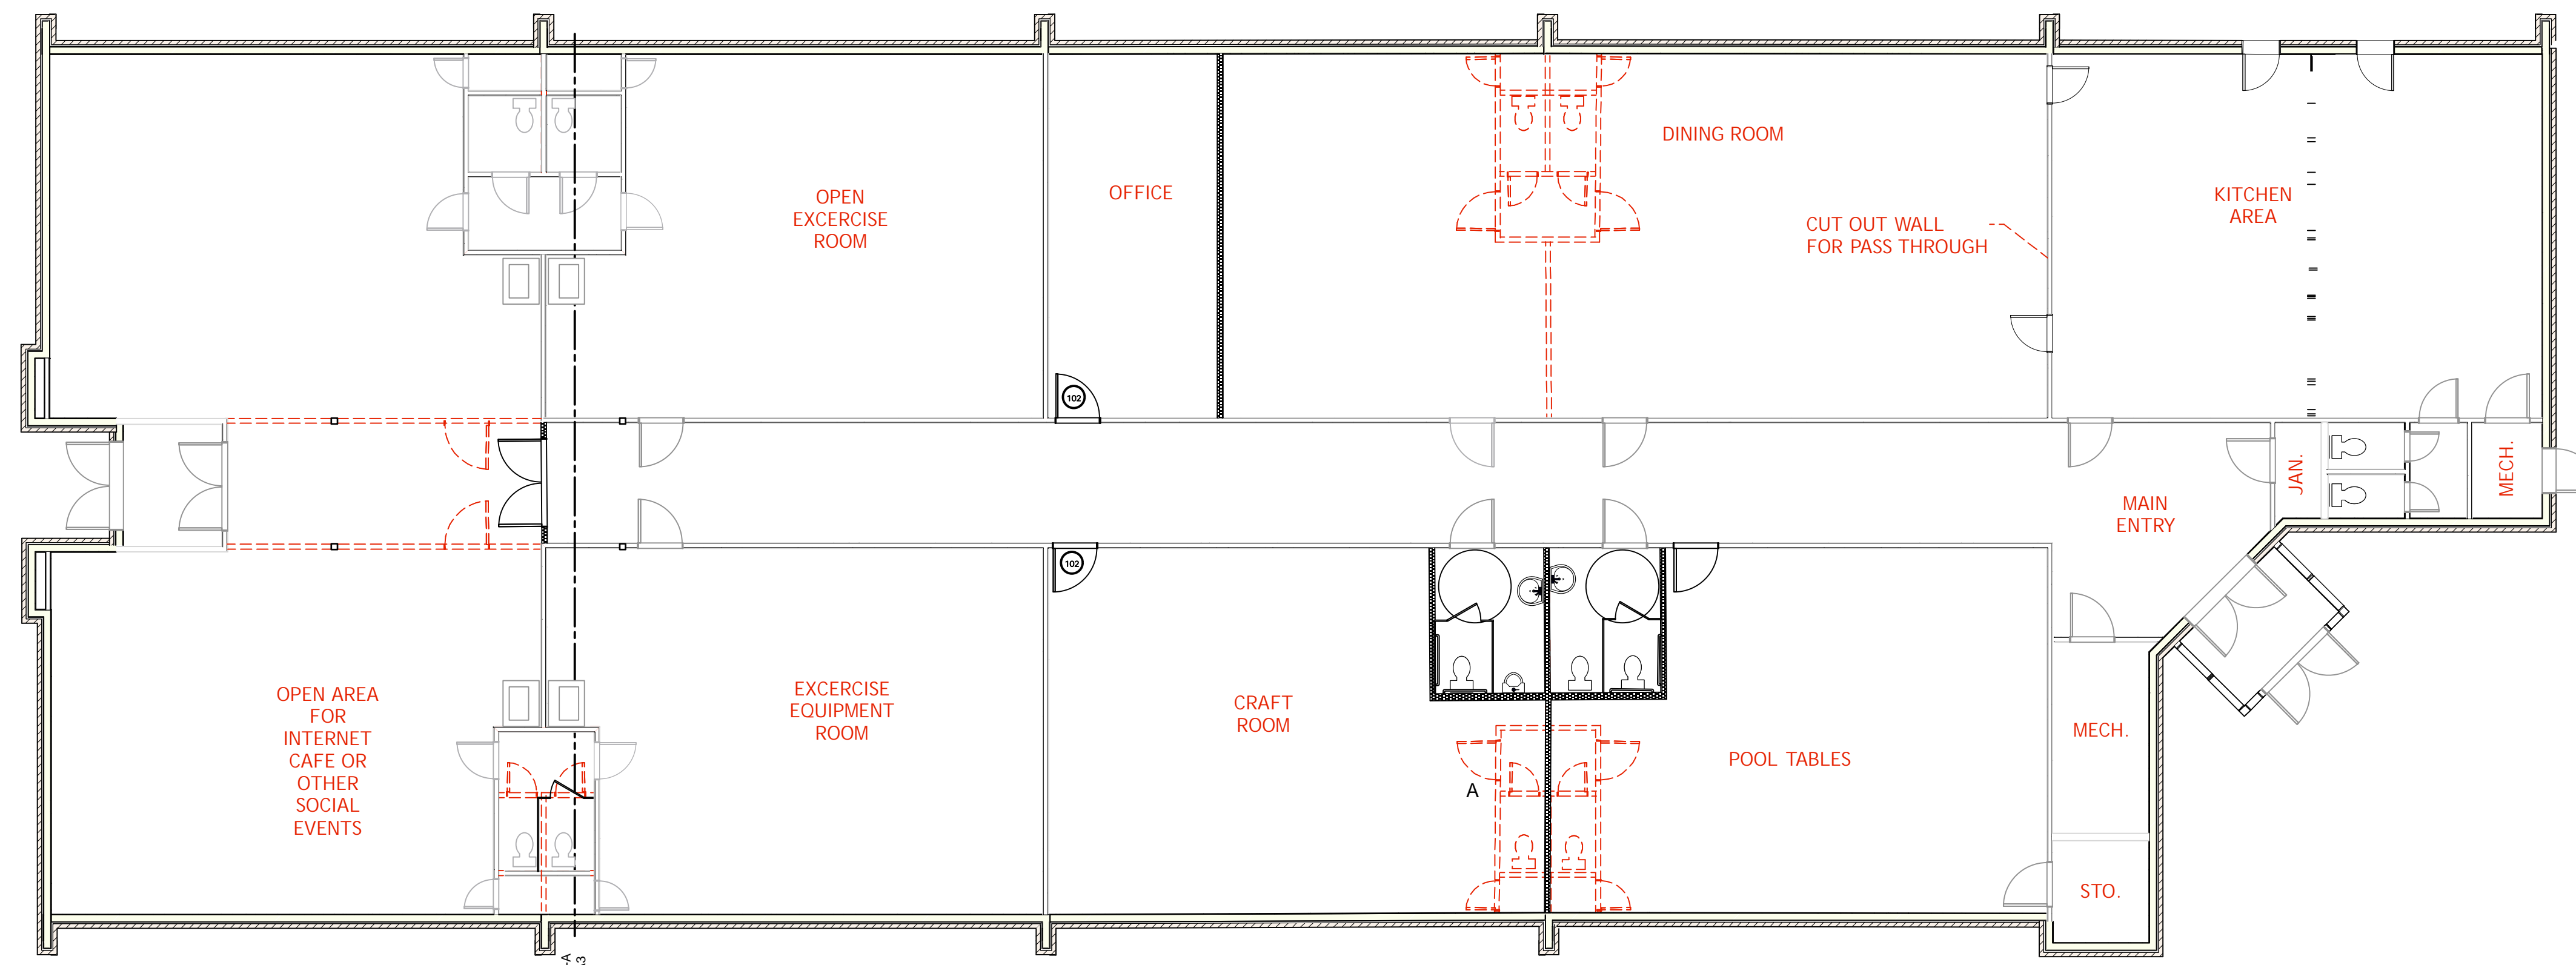 DINING ROOM
OPEN
EXCERCISE
ROOM
OFFICE
KITCHEN
AREA
CUT OUT WALL
FOR PASS THROUGH
102
JAN.
MECH.
MAIN
ENTRY
102
OPEN AREA
FOR
INTERNET
CAFE OR
OTHER
SOCIAL
EVENTS
EXCERCISE
EQUIPMENT
ROOM
CRAFT
ROOM
MECH.
POOL TABLES
A
STO.